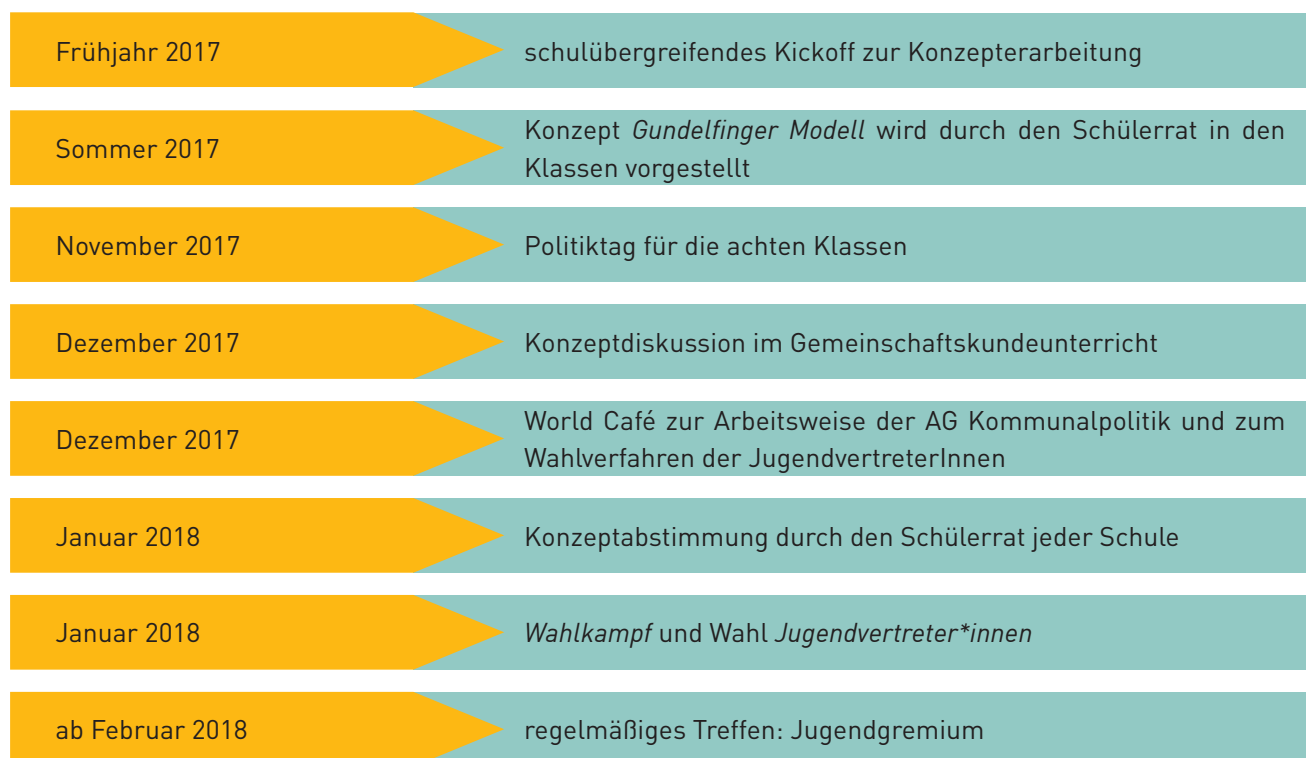 Frühjahr 2017
schulübergreifendes Kickoff zur Konzepterarbeitung
Sommer 2017
Konzept Gundelfinger Modell wird durch den Schülerrat in den
Klassen vorgestellt
November 2017
Politiktag für die achten Klassen
Dezember 2017
Konzeptdiskussion im Gemeinschaftskundeunterricht
Dezember 2017
World Café zur Arbeitsweise der AG Kommunalpolitik und zum
Wahlverfahren der JugendvertreterInnen
Januar 2018
Konzeptabstimmung durch den Schülerrat jeder Schule
Januar 2018
Wahlkampf und Wahl Jugendvertreter*innen
ab Februar 2018
regelmäßiges Treffen: Jugendgremium